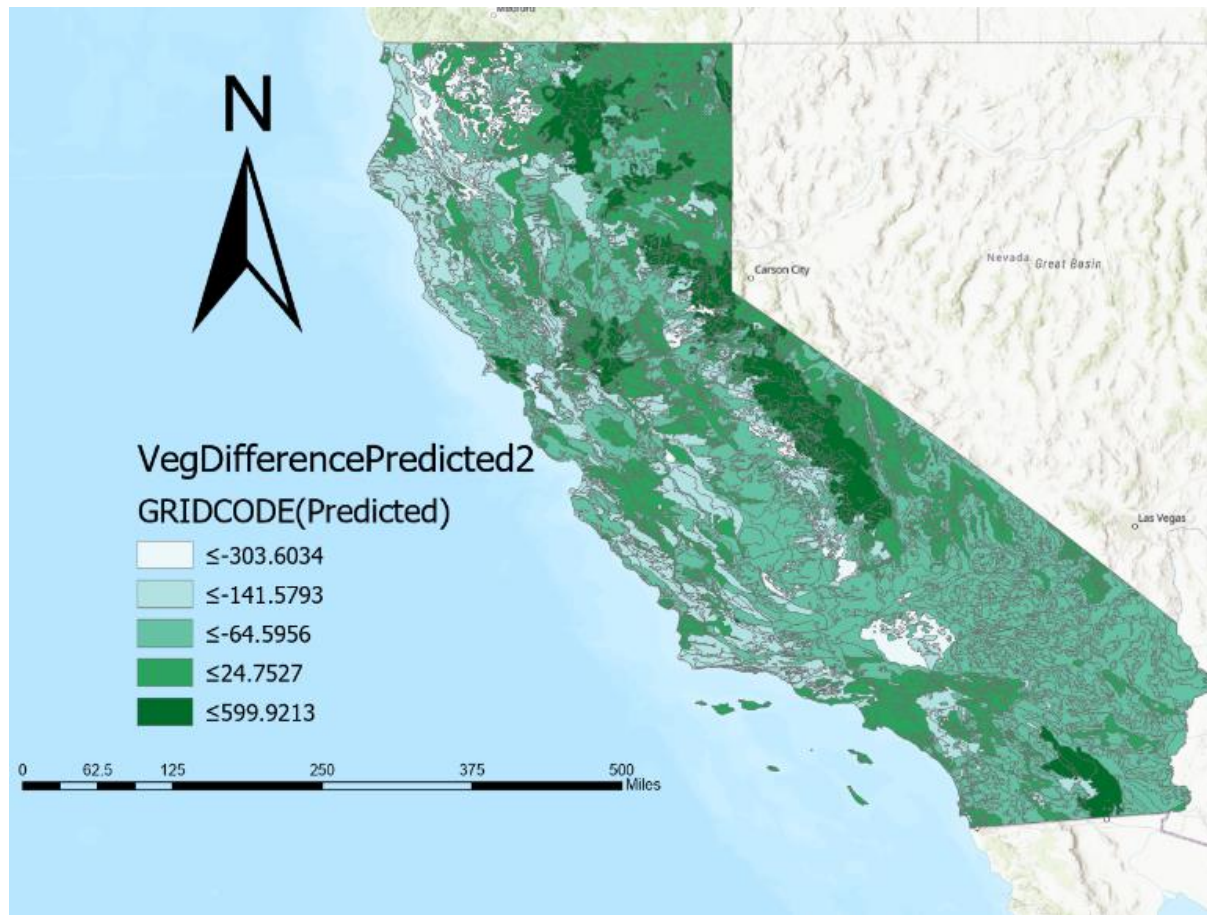 Medford
N
Carson City
Nevada
Great Basin
VegDifferencePredicted2
GRIDCODE(Predicted)
≤-303.6034
≤-141.5793
Las Vegas
≤-64.5956
≤24.7527
≤599.9213
0 62.5 125 250 375 500
Miles